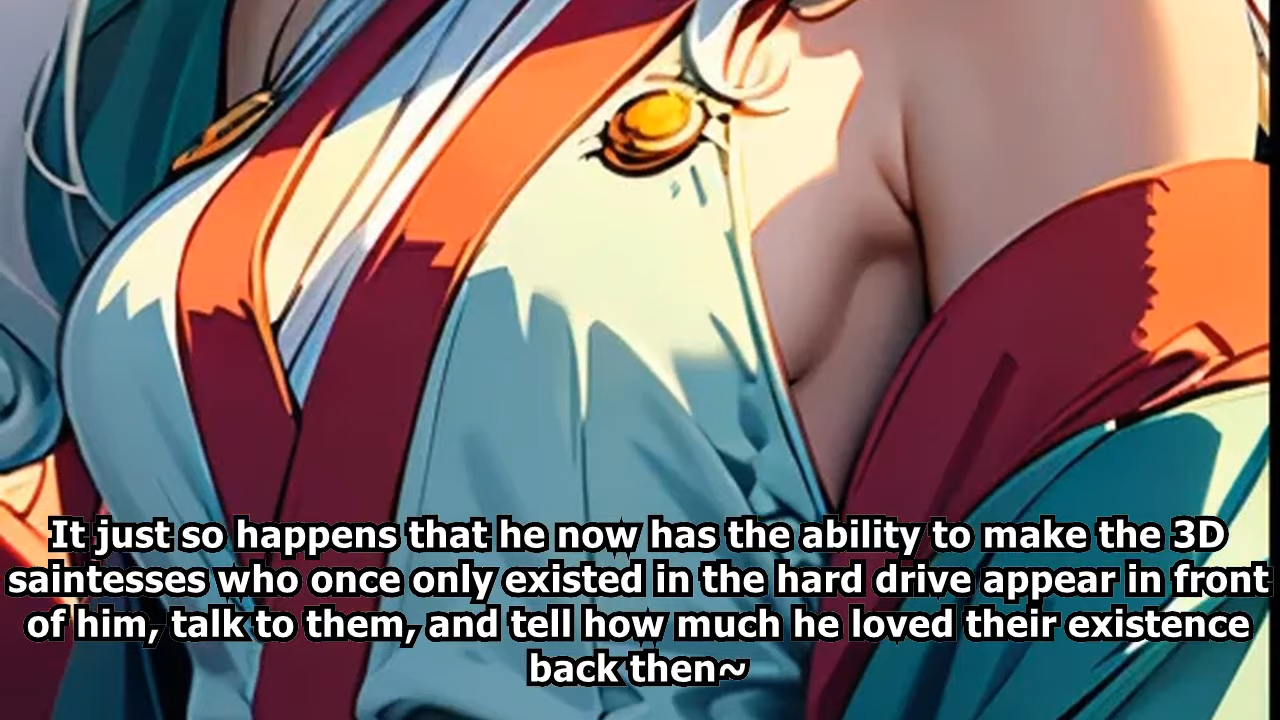 It just so happens that he now has the ability to make the 3D
saintesses who once only existed in the hard drive appear in front
of him, talk to them, and tell how much he loved their existence
back then~